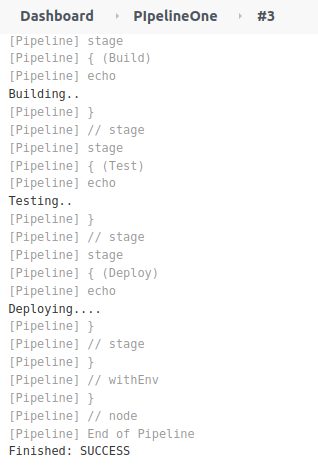 Dashboard › PIpelineOne › #3
[Pipeline] stage
[Pipeline] { (Build)
[Pipeline] echo
Building..
[Pipeline] }
[Pipeline] // stage
[Pipeline] stage
[Pipeline] { (Test)
[Pipeline] echo
Testing..
[Pipeline] }
[Pipeline] // stage
[Pipeline] stage
[Pipeline] { (Deploy)
[Pipeline] echo
Deploying....
[Pipeline] }
[Pipeline] // stage
[Pipeline] }
[Pipeline] // withEnv
[Pipeline] }
[Pipeline] // node
[Pipeline] End of Pipeline
Finished: SUCCESS